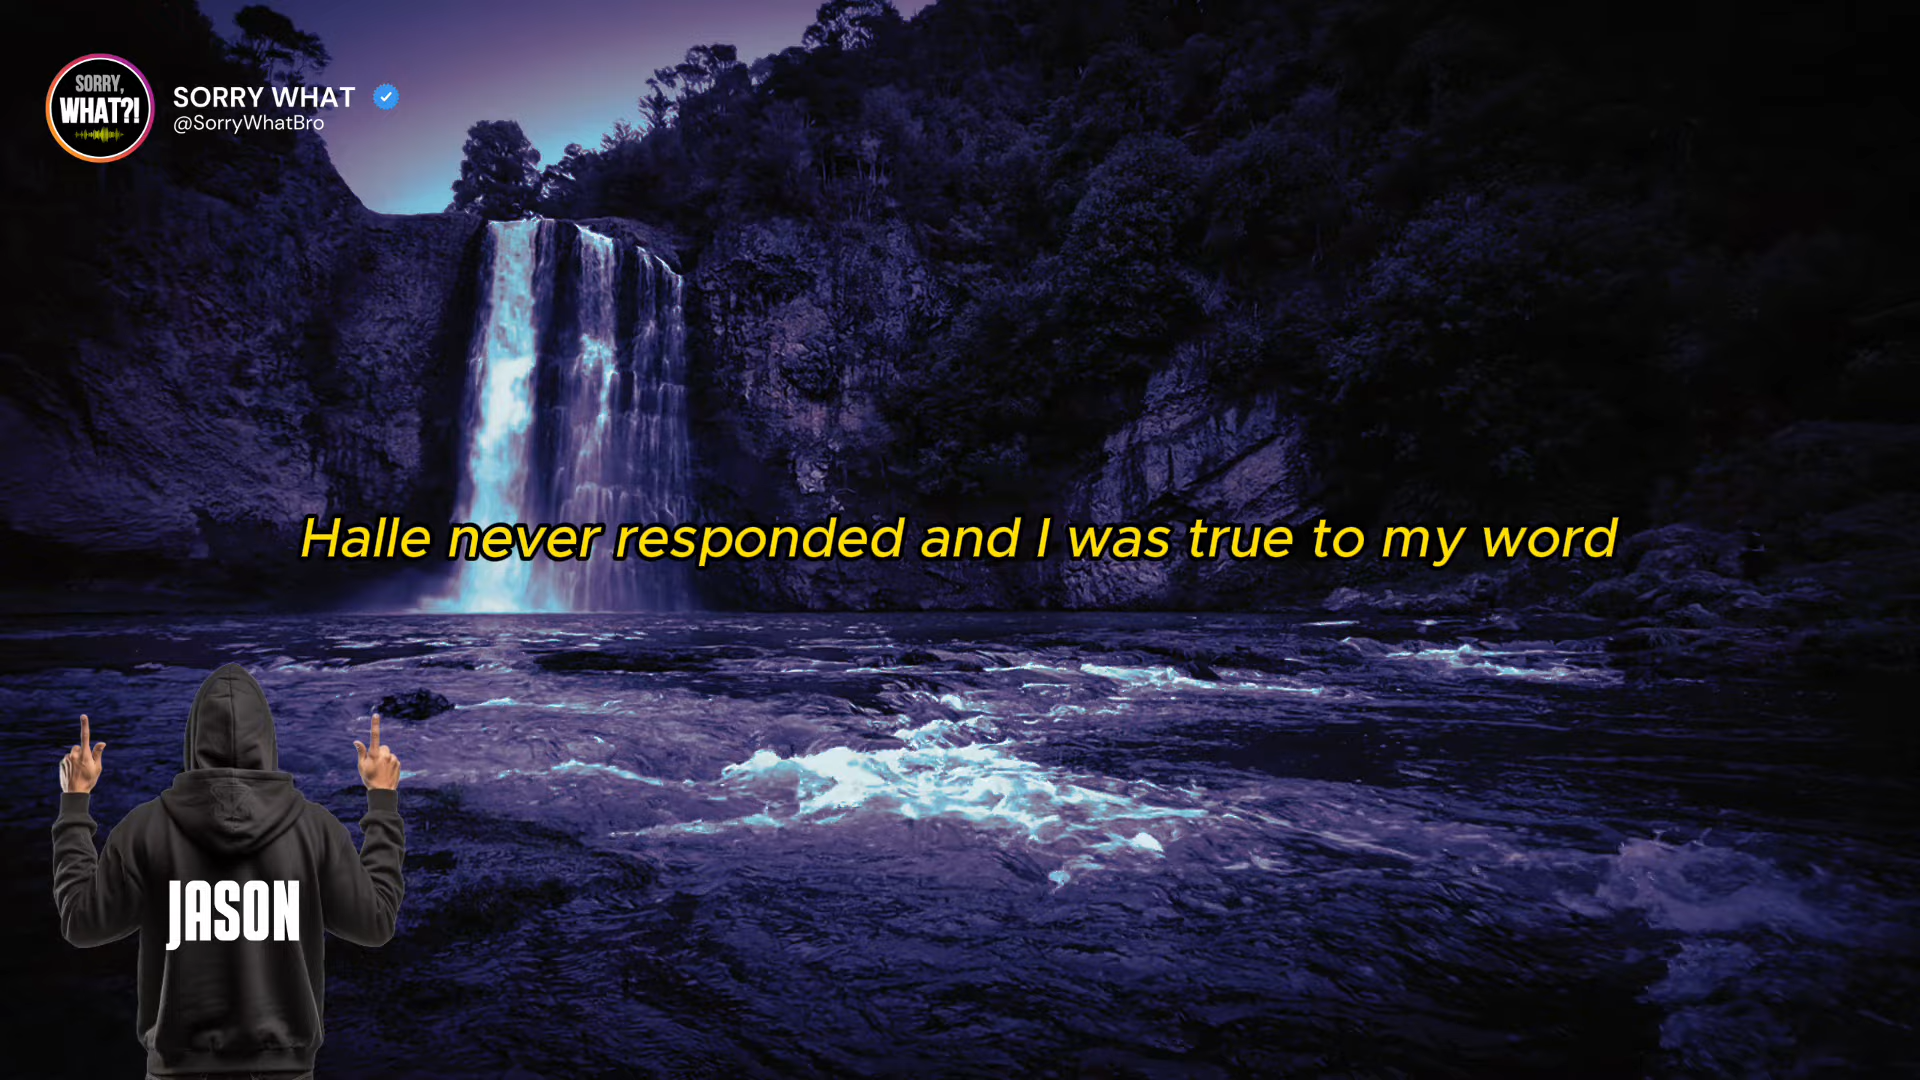 SORRY,
WHAT?!
SORRY WHAT
@SorryWhatBro
Halle never responded and I was true to my word
JASON